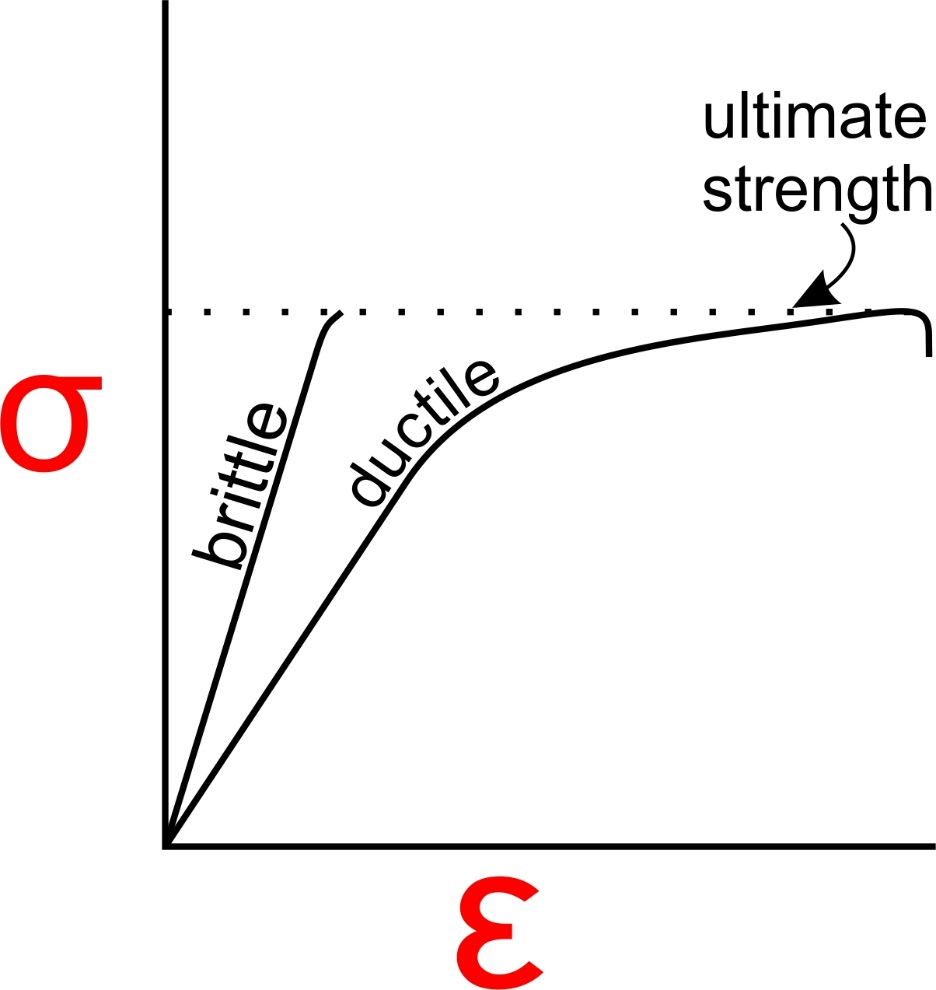 ultimate
strength
σ
brittle
ductile
ε